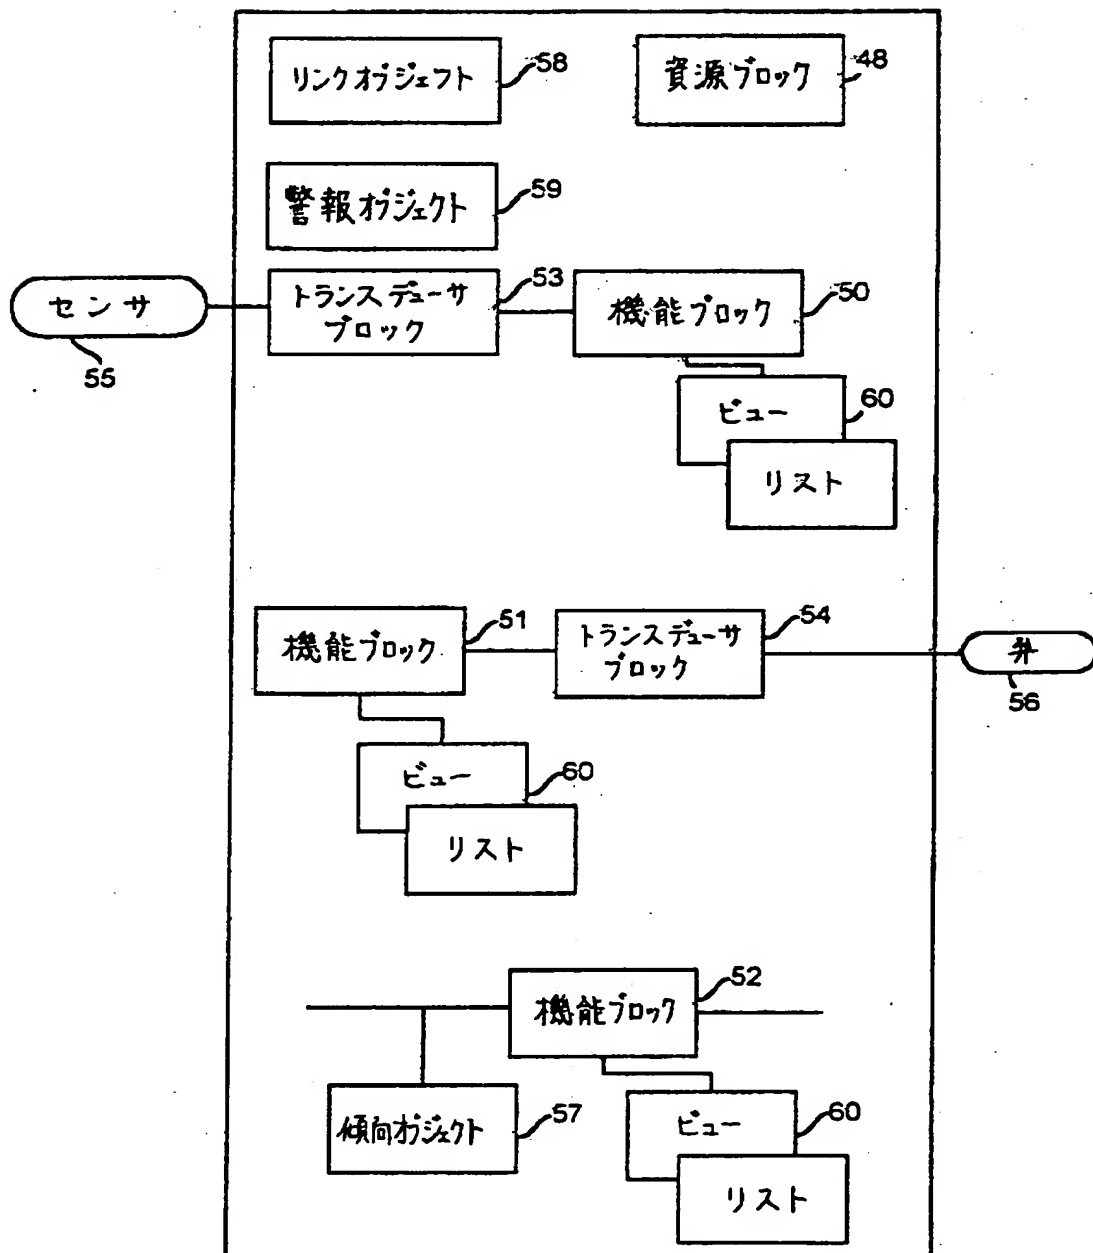 リンクオブジェフト
58
資源ブロック
48
警報オブジェクト
59
センサ
55
トランスデューサ
ブロック
53
機能ブロック
50
ビュー
60
リスト
機能ブロック
51
トランスデューサ
ブロック
54
弁
56
ビュー
60
リスト
機能ブロック
52
傾向オブジェクト
57
ビュー
60
リスト